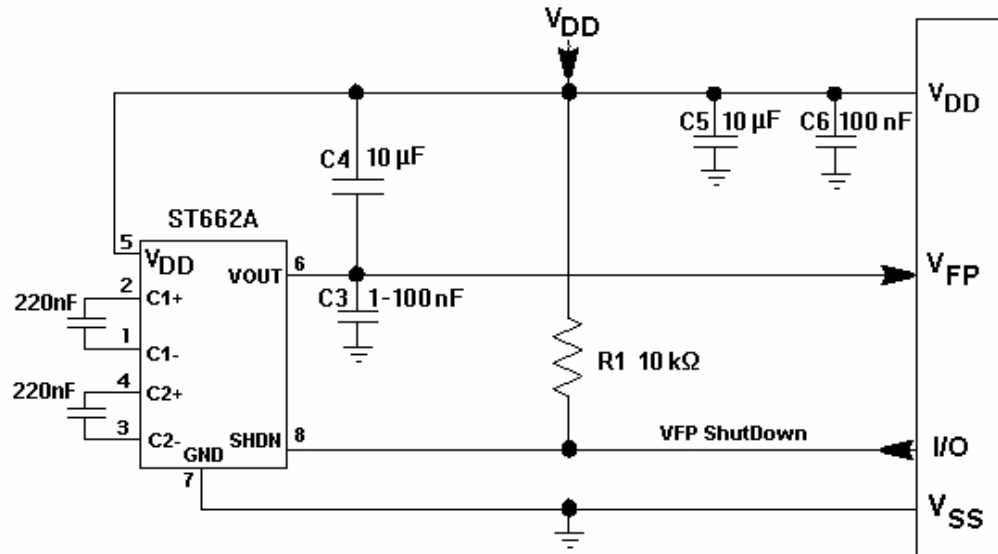 VDD
VDD
C5 10 µF
C6 100 nF
C4 10 µF
ST662A
5
VDD
6
VOUT
VFP
2
C1+
C3 1-100 nF
220nF
1
C1-
R1 10 kΩ
4
C2+
220nF
3
C2-
SHDN
8
VFP ShutDown
I/O
GND
7
VSS